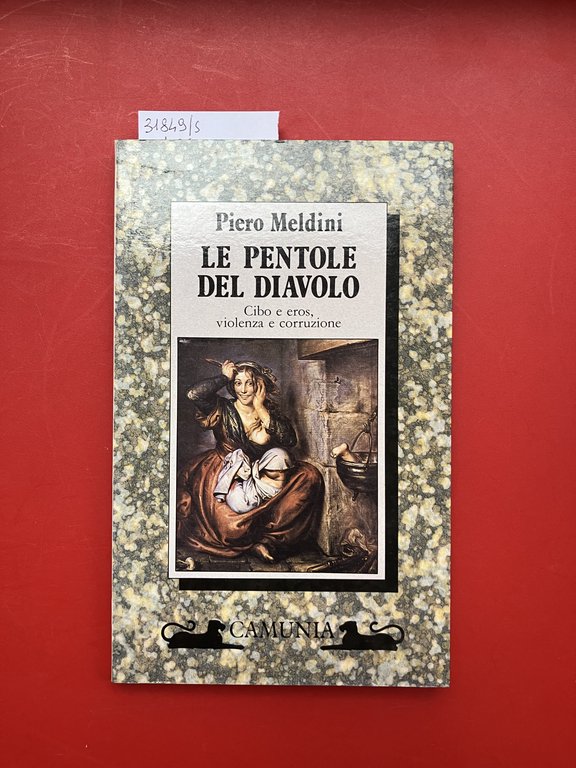 31849/s
Piero Meldini
LE PENTOLE
DEL DIAVOLO
Cibo e eros,
violenza e corruzione
CAMUNIA